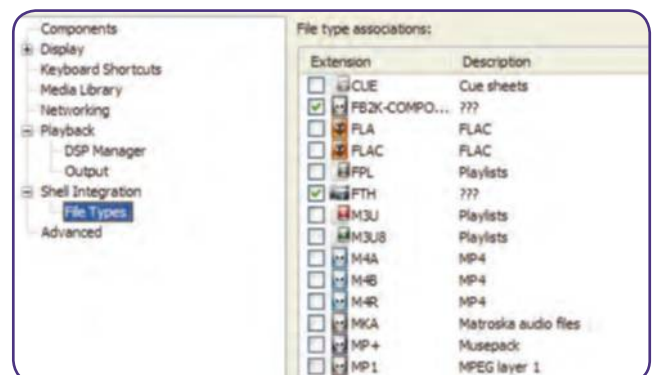 Components
Display
Keyboard Shortcuts
Media Library
Networking
Playback
DSP Manager
Output
Shell Integration
File Types
Advanced
File type associations:
Extension Description
CUE Cue sheets
FB2K-COMPO... ???
FLA FLAC
FLAC FLAC
FPL Playlists
FTH ???
M3U Playlists
M3U8 Playlists
M4A MP4
M4B MP4
M4R MP4
MKA Matroska audio files
MP+ Musepack
MP1 MPEG layer 1